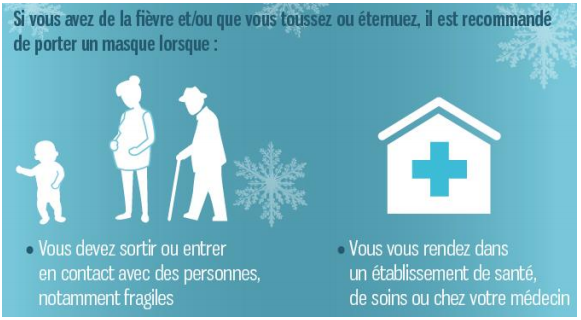 Si vous avez de la fièvre et/ou que vous toussez ou éternuez, il est recommandé
de porter un masque lorsque :
• Vous devez sortir ou entrer
en contact avec des personnes,
notamment fragiles
• Vous vous rendez dans
un établissement de santé,
de soins ou chez votre médecin